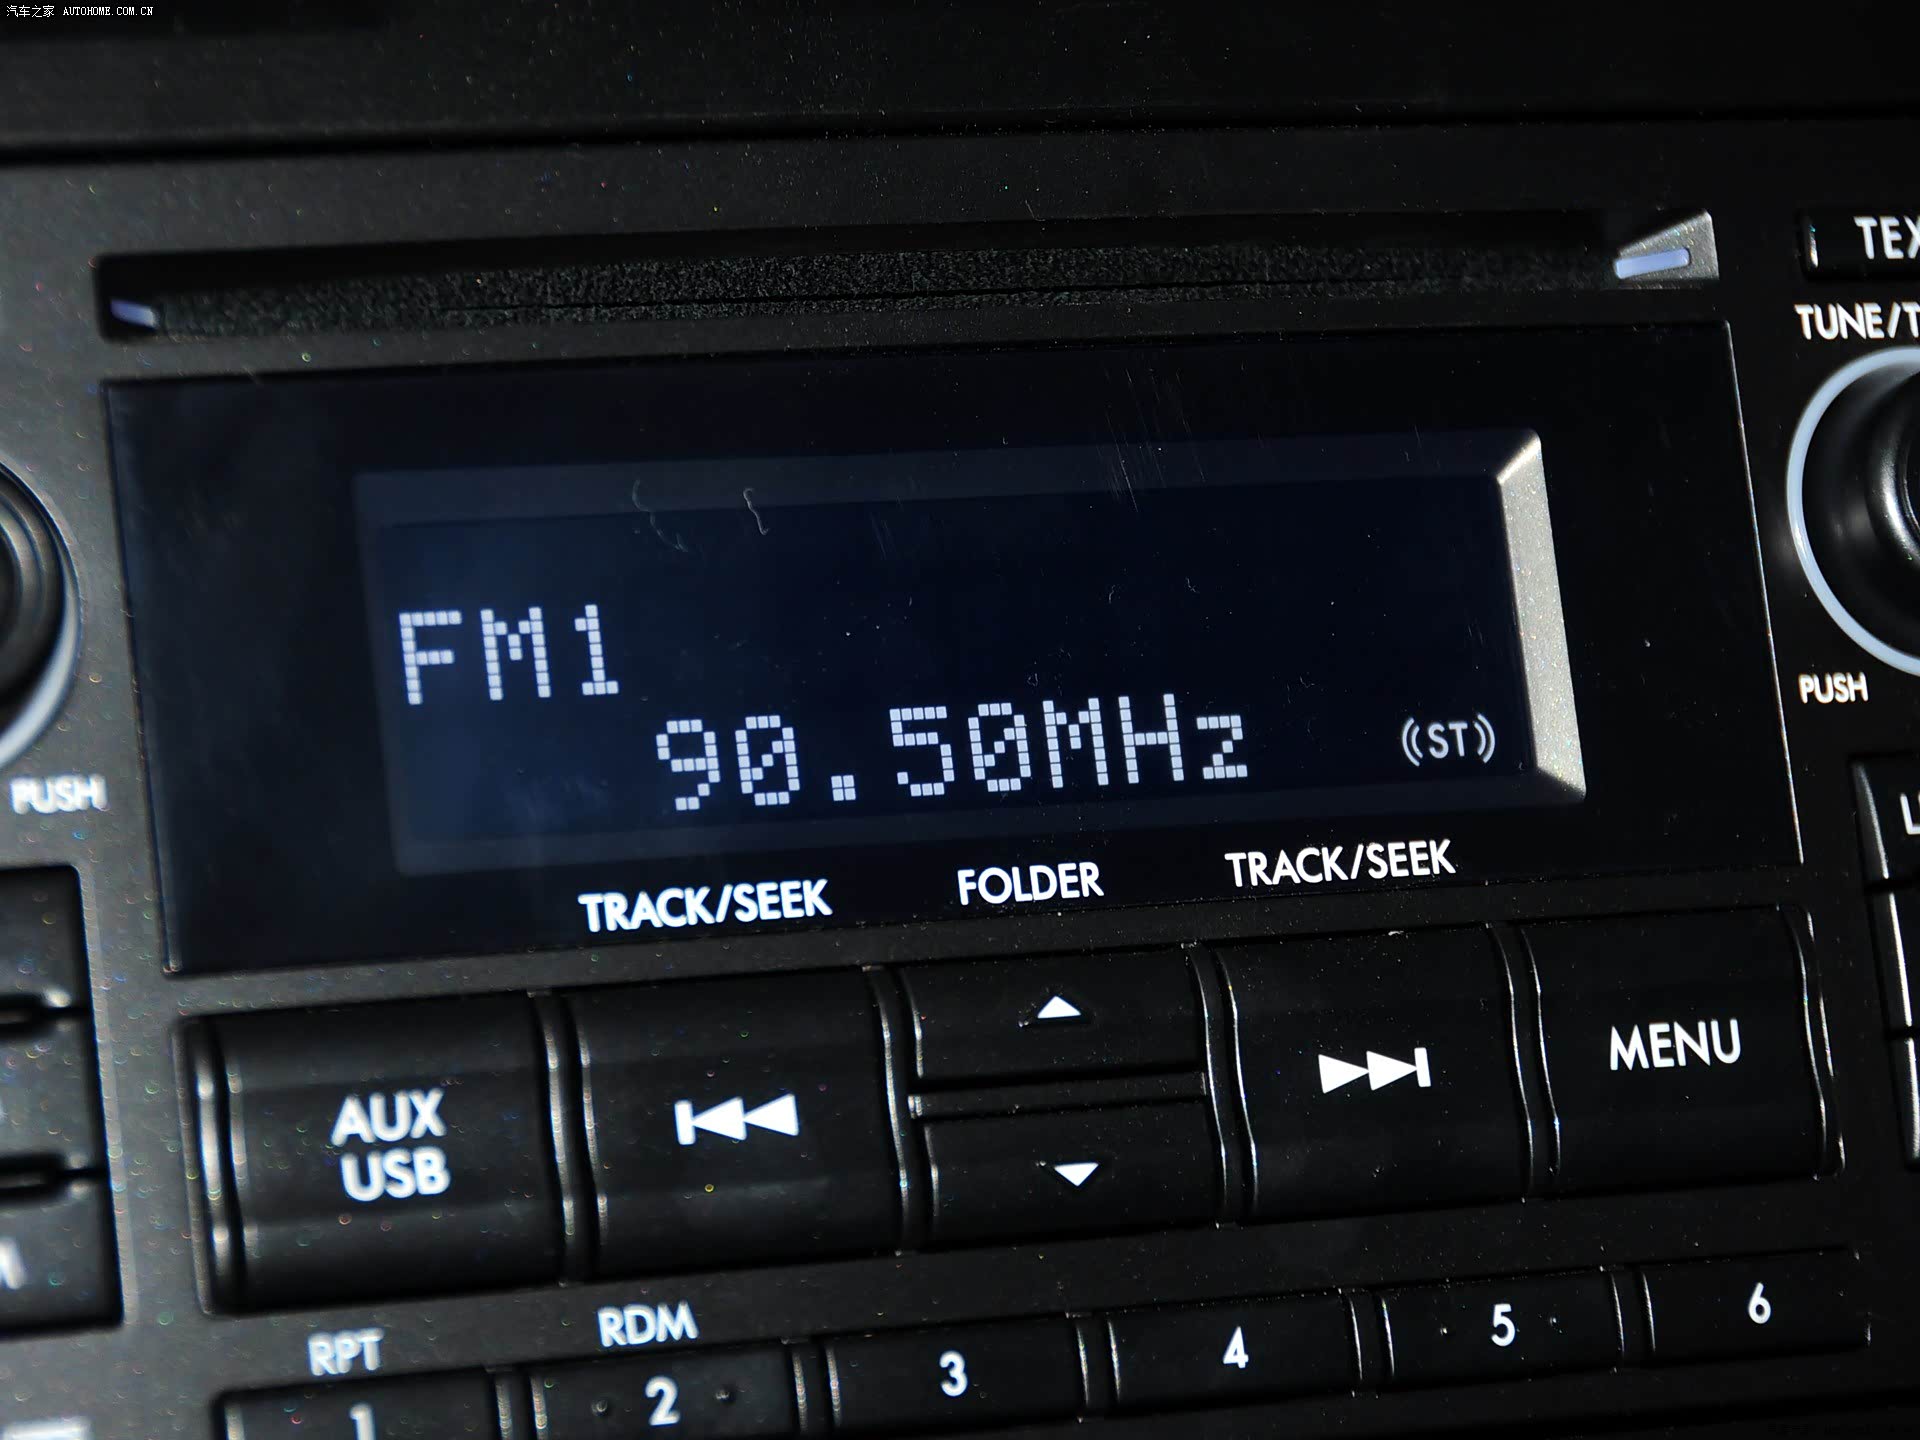 汽车之家 AUTOHOME.COM.CN
TEX
TUNE/T
FM1
90.50MHz
((ST))
PUSH
PUSH
TRACK/SEEK
FOLDER
TRACK/SEEK
AUX
USB
MENU
RPT
RDM
1
2
3
4
5
6